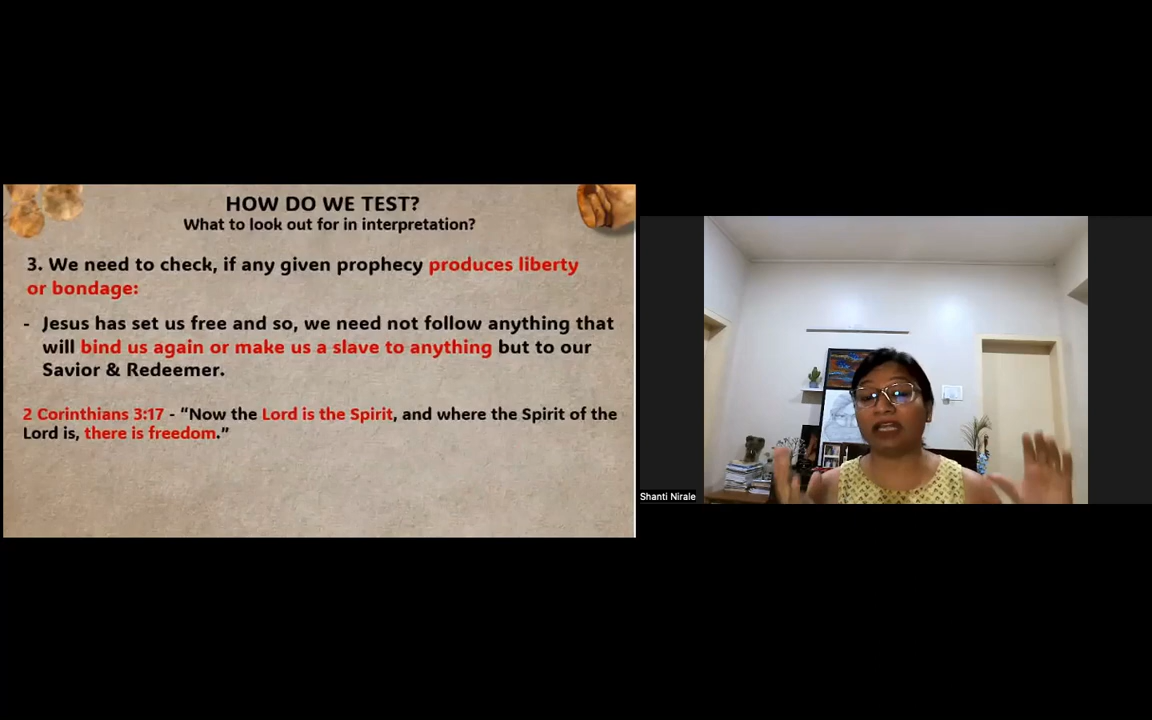 HOW DO WE TEST?
What to look out for in interpretation?
3. We need to check, if any given prophecy produces liberty
or bondage:
- Jesus has set us free and so, we need not follow anything that
will bind us again or make us a slave to anything but to our
Savior & Redeemer.
2 Corinthians 3:17 - “Now the Lord is the Spirit, and where the Spirit of the
Lord is, there is freedom.”
Shanti Nirale